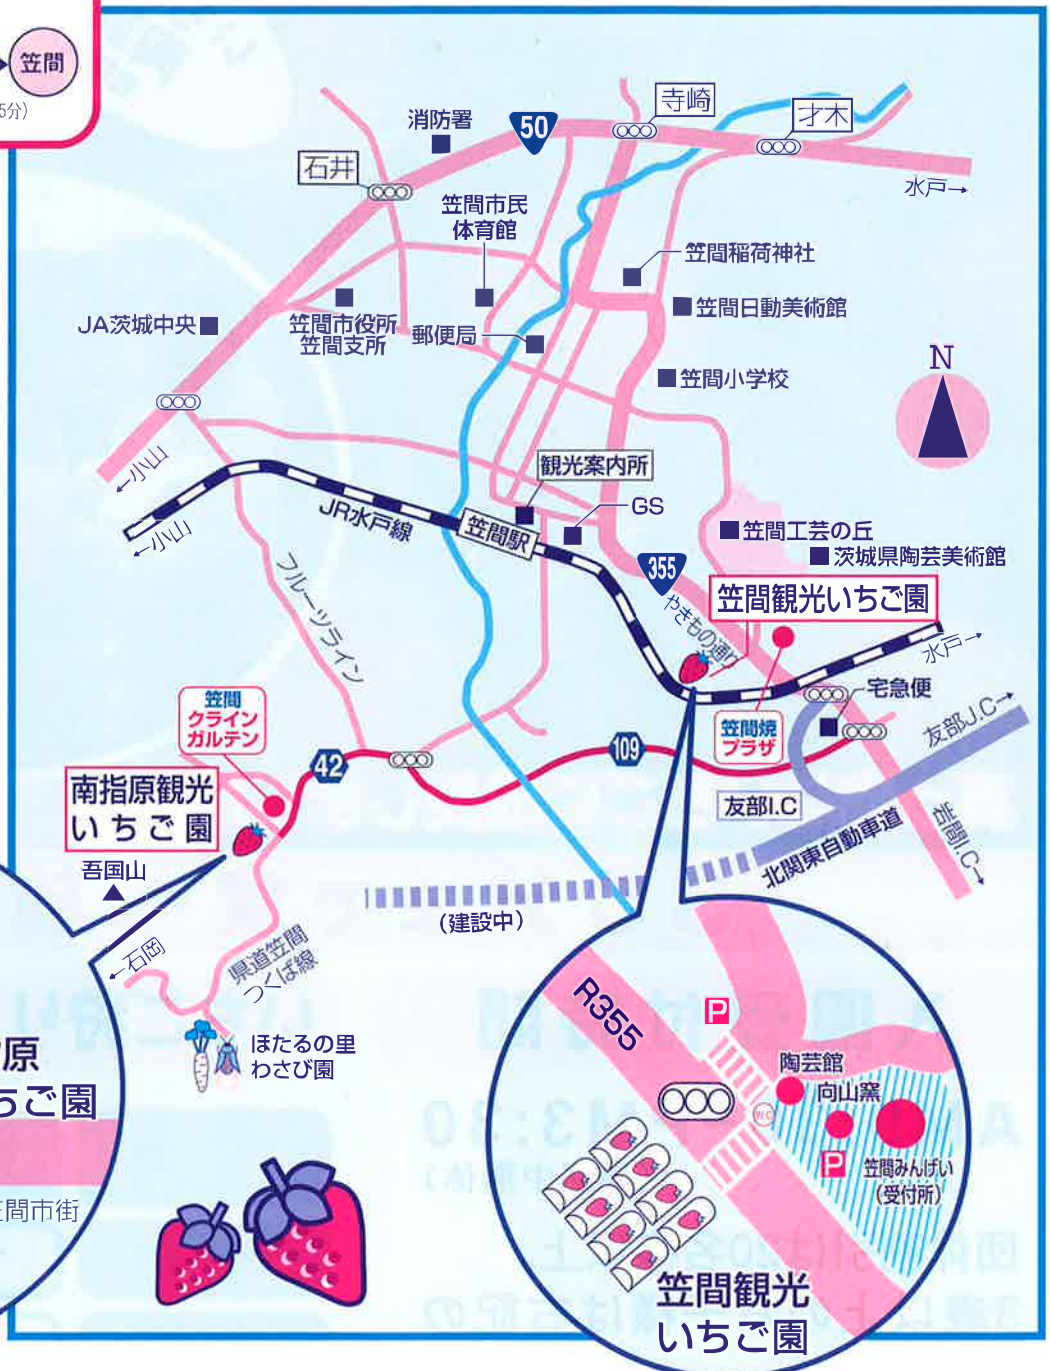 笠間
5分)
寺崎
才木
消防署
50
石井
水戸→
笠間市民
体育館
笠間稲荷神社
笠間日動美術館
JA茨城中央
笠間市役所
笠間支所
郵便局
笠間小学校
N
←小山
観光案内所
GS
JR水戸線
笠間駅
←小山
笠間工芸の丘
茨城県陶芸美術館
355
笠間観光いちご園
やきもの通り
フルーツライン
水戸→
宅急便
笠間
クライン
ガルテン
笠間焼
プラザ
友部J.C→
42
109
南指原観光
いちご園
友部I.C
岩間I.C→
北関東自動車道
吾国山
(建設中)
←石岡
県道笠間
つくば線
R355
P
ほたるの里
わさび園
陶芸館
向山窯
WC
P
笠間みんげい
(受付所)
原
ちご園
間市街
笠間観光
いちご園